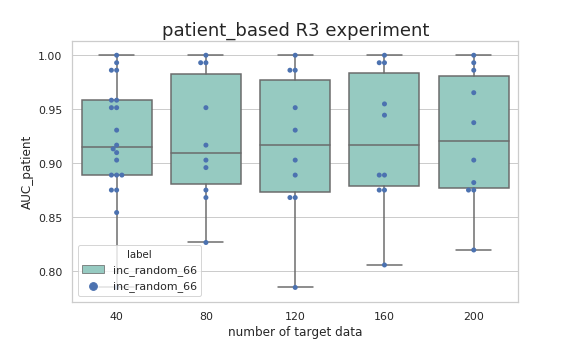 patient_based R3 experiment
AUC_patient
1.00
0.95
0.90
0.85
0.80
label
inc_random_66
inc_random_66
40 80 120 160 200
number of target data